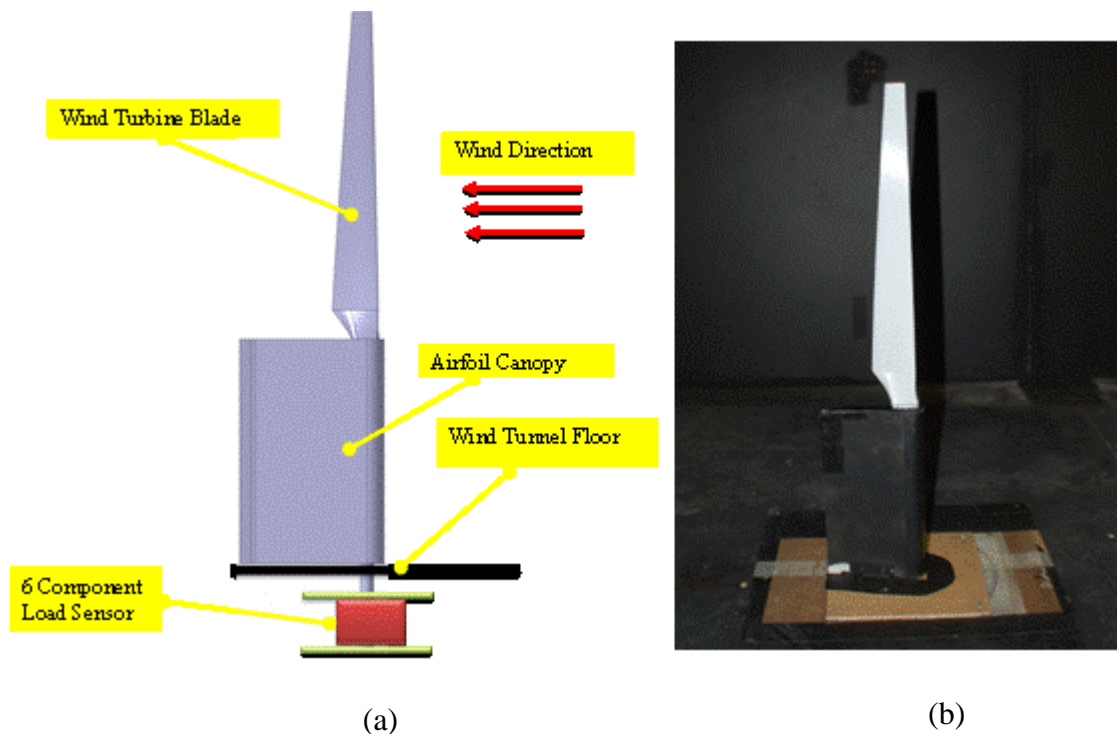 Wind Turbine Blade
Wind Direction
Airfoil Canopy
Wind Tunnel Floor
6 Component
Load Sensor
(a)
(b)